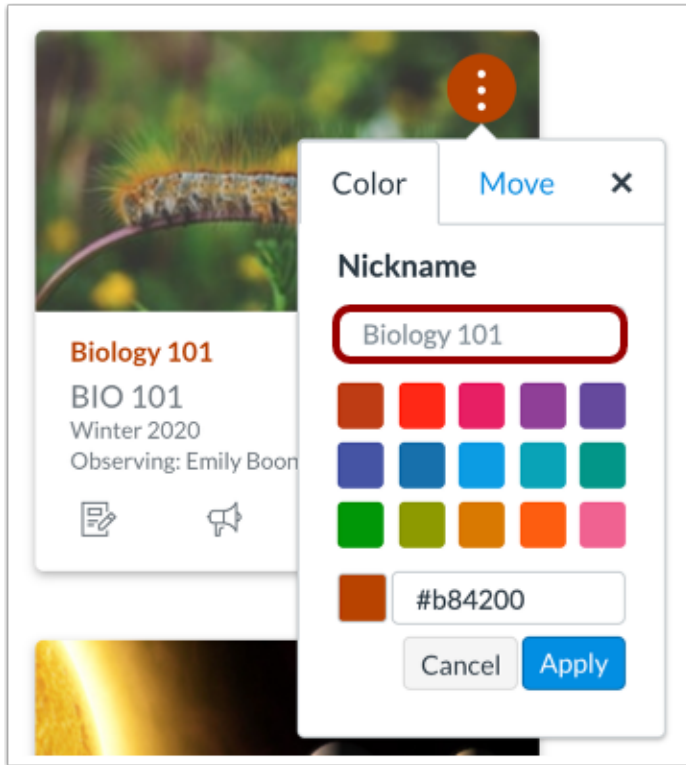 Color Move ×
Nickname
Biology 101
Biology 101
BIO 101
Winter 2020
Observing: Emily Boon
#b84200
Cancel Apply